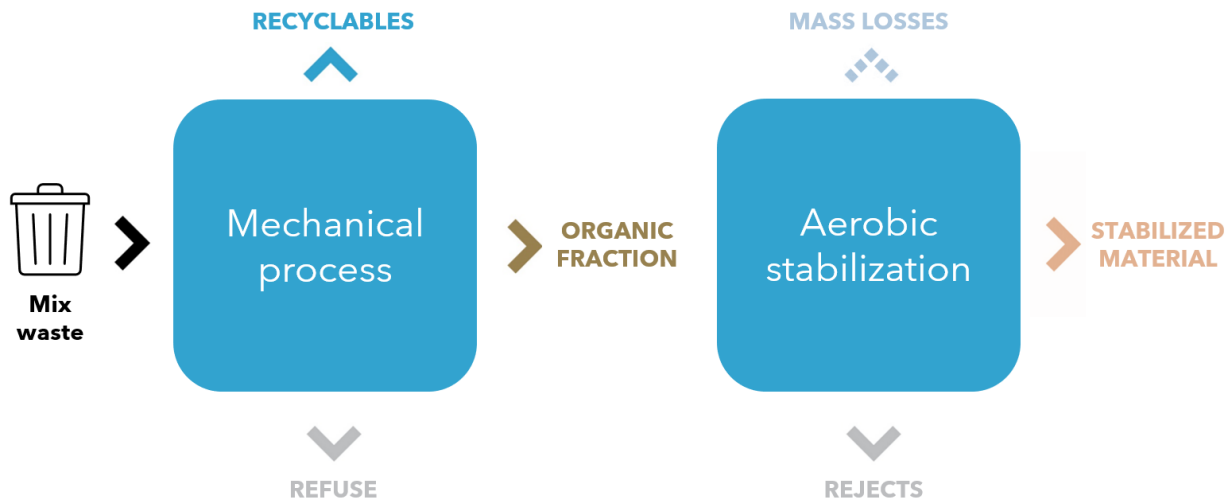 RECYCLABLES
MASS LOSSES
Mechanical
process
Aerobic
stabilization
ORGANIC
FRACTION
STABILIZED
MATERIAL
Mix
waste
REFUSE
REJECTS